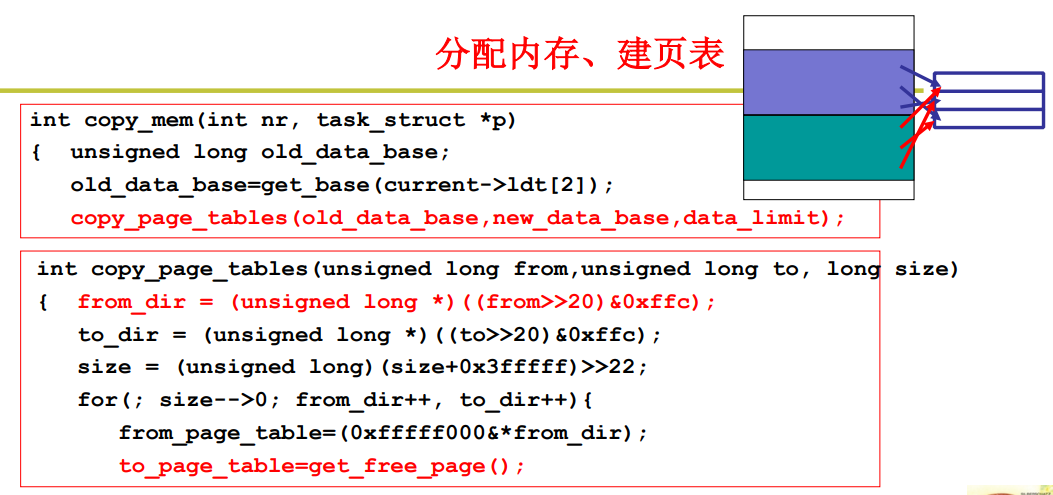 分配内存、建页表
int copy_mem(int nr, task_struct *p)
{ unsigned long old_data_base;
old_data_base=get_base(current->ldt[2]);
copy_page_tables(old_data_base,new_data_base,data_limit);
int copy_page_tables(unsigned long from,unsigned long to, long size)
{ from_dir = (unsigned long *)((from>>20)&0xffc);
to_dir = (unsigned long *)((to>>20)&0xffc);
size = (unsigned long)(size+0x3fffff)>>22;
for(; size-->0; from_dir++, to_dir++){
from_page_table=(0xfffff000&*from_dir);
to_page_table=get_free_page();